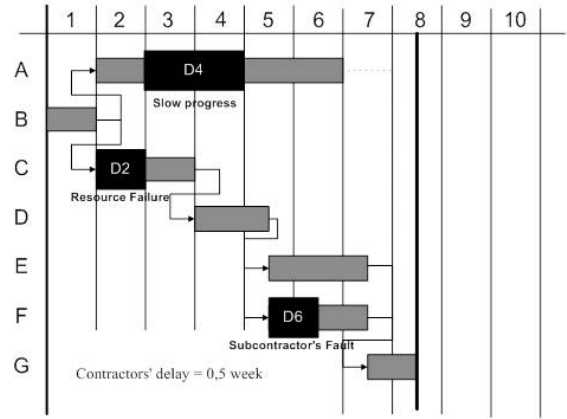 1 2 3 4 5 6 7 8 9 10
A D4
Slow progress
B
C D2
Resource Failure
D
E
F D6
Subcontractor's Fault
G
Contractors' delay = 0,5 week